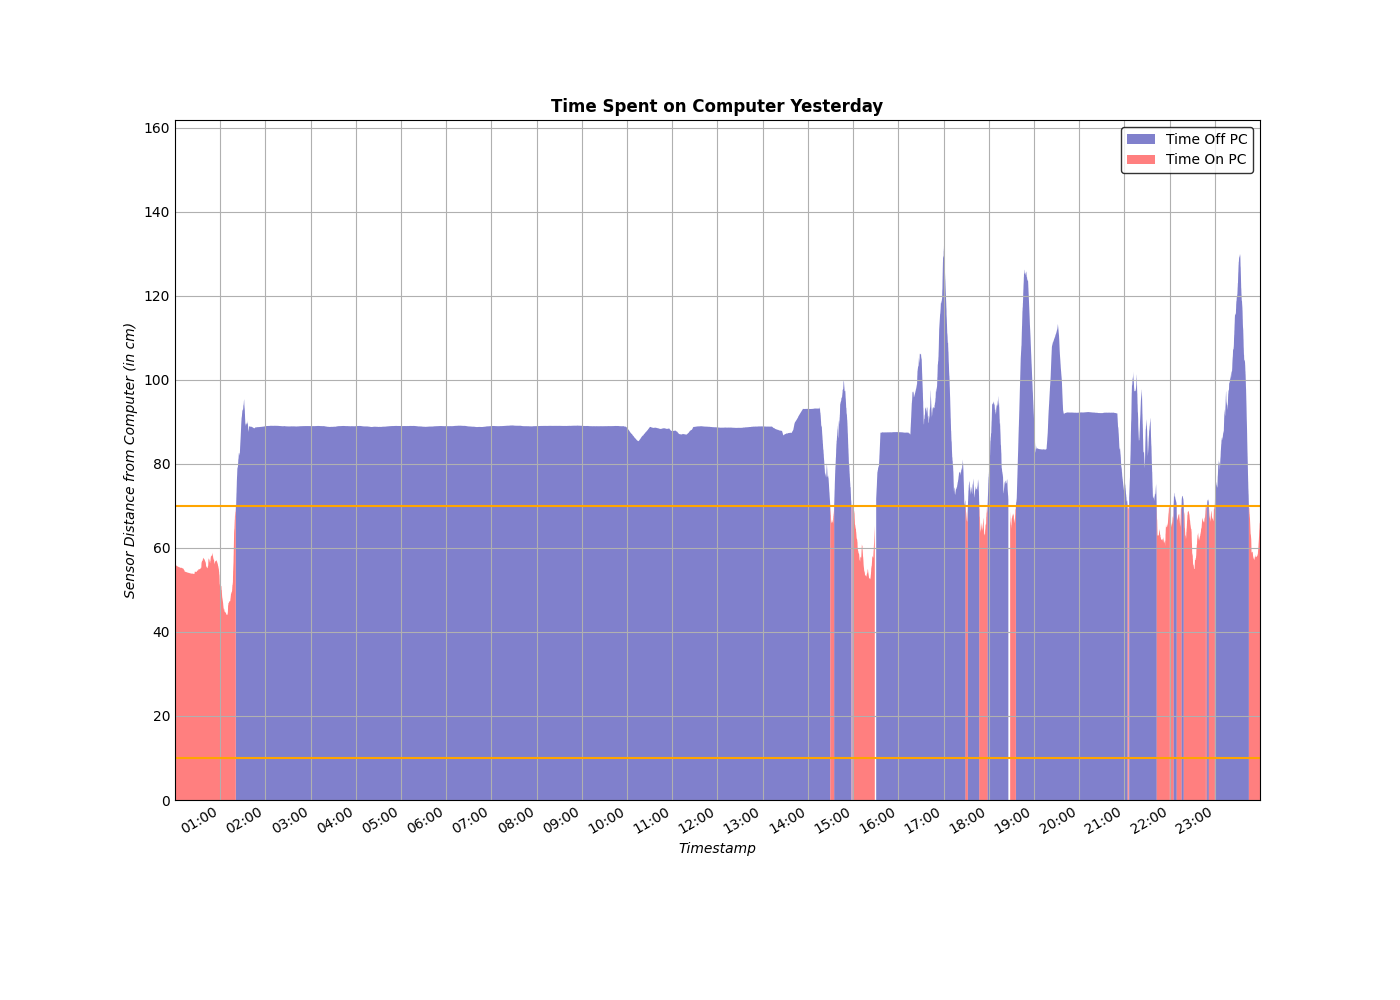 Time Spent on Computer Yesterday
Time Off PC
Time On PC
Sensor Distance from Computer (in cm)
160
140
120
100
80
60
40
20
0
01:00 02:00 03:00 04:00 05:00 06:00 07:00 08:00 09:00 10:00 11:00 12:00 13:00 14:00 15:00 16:00 17:00 18:00 19:00 20:00 21:00 22:00 23:00
Timestamp